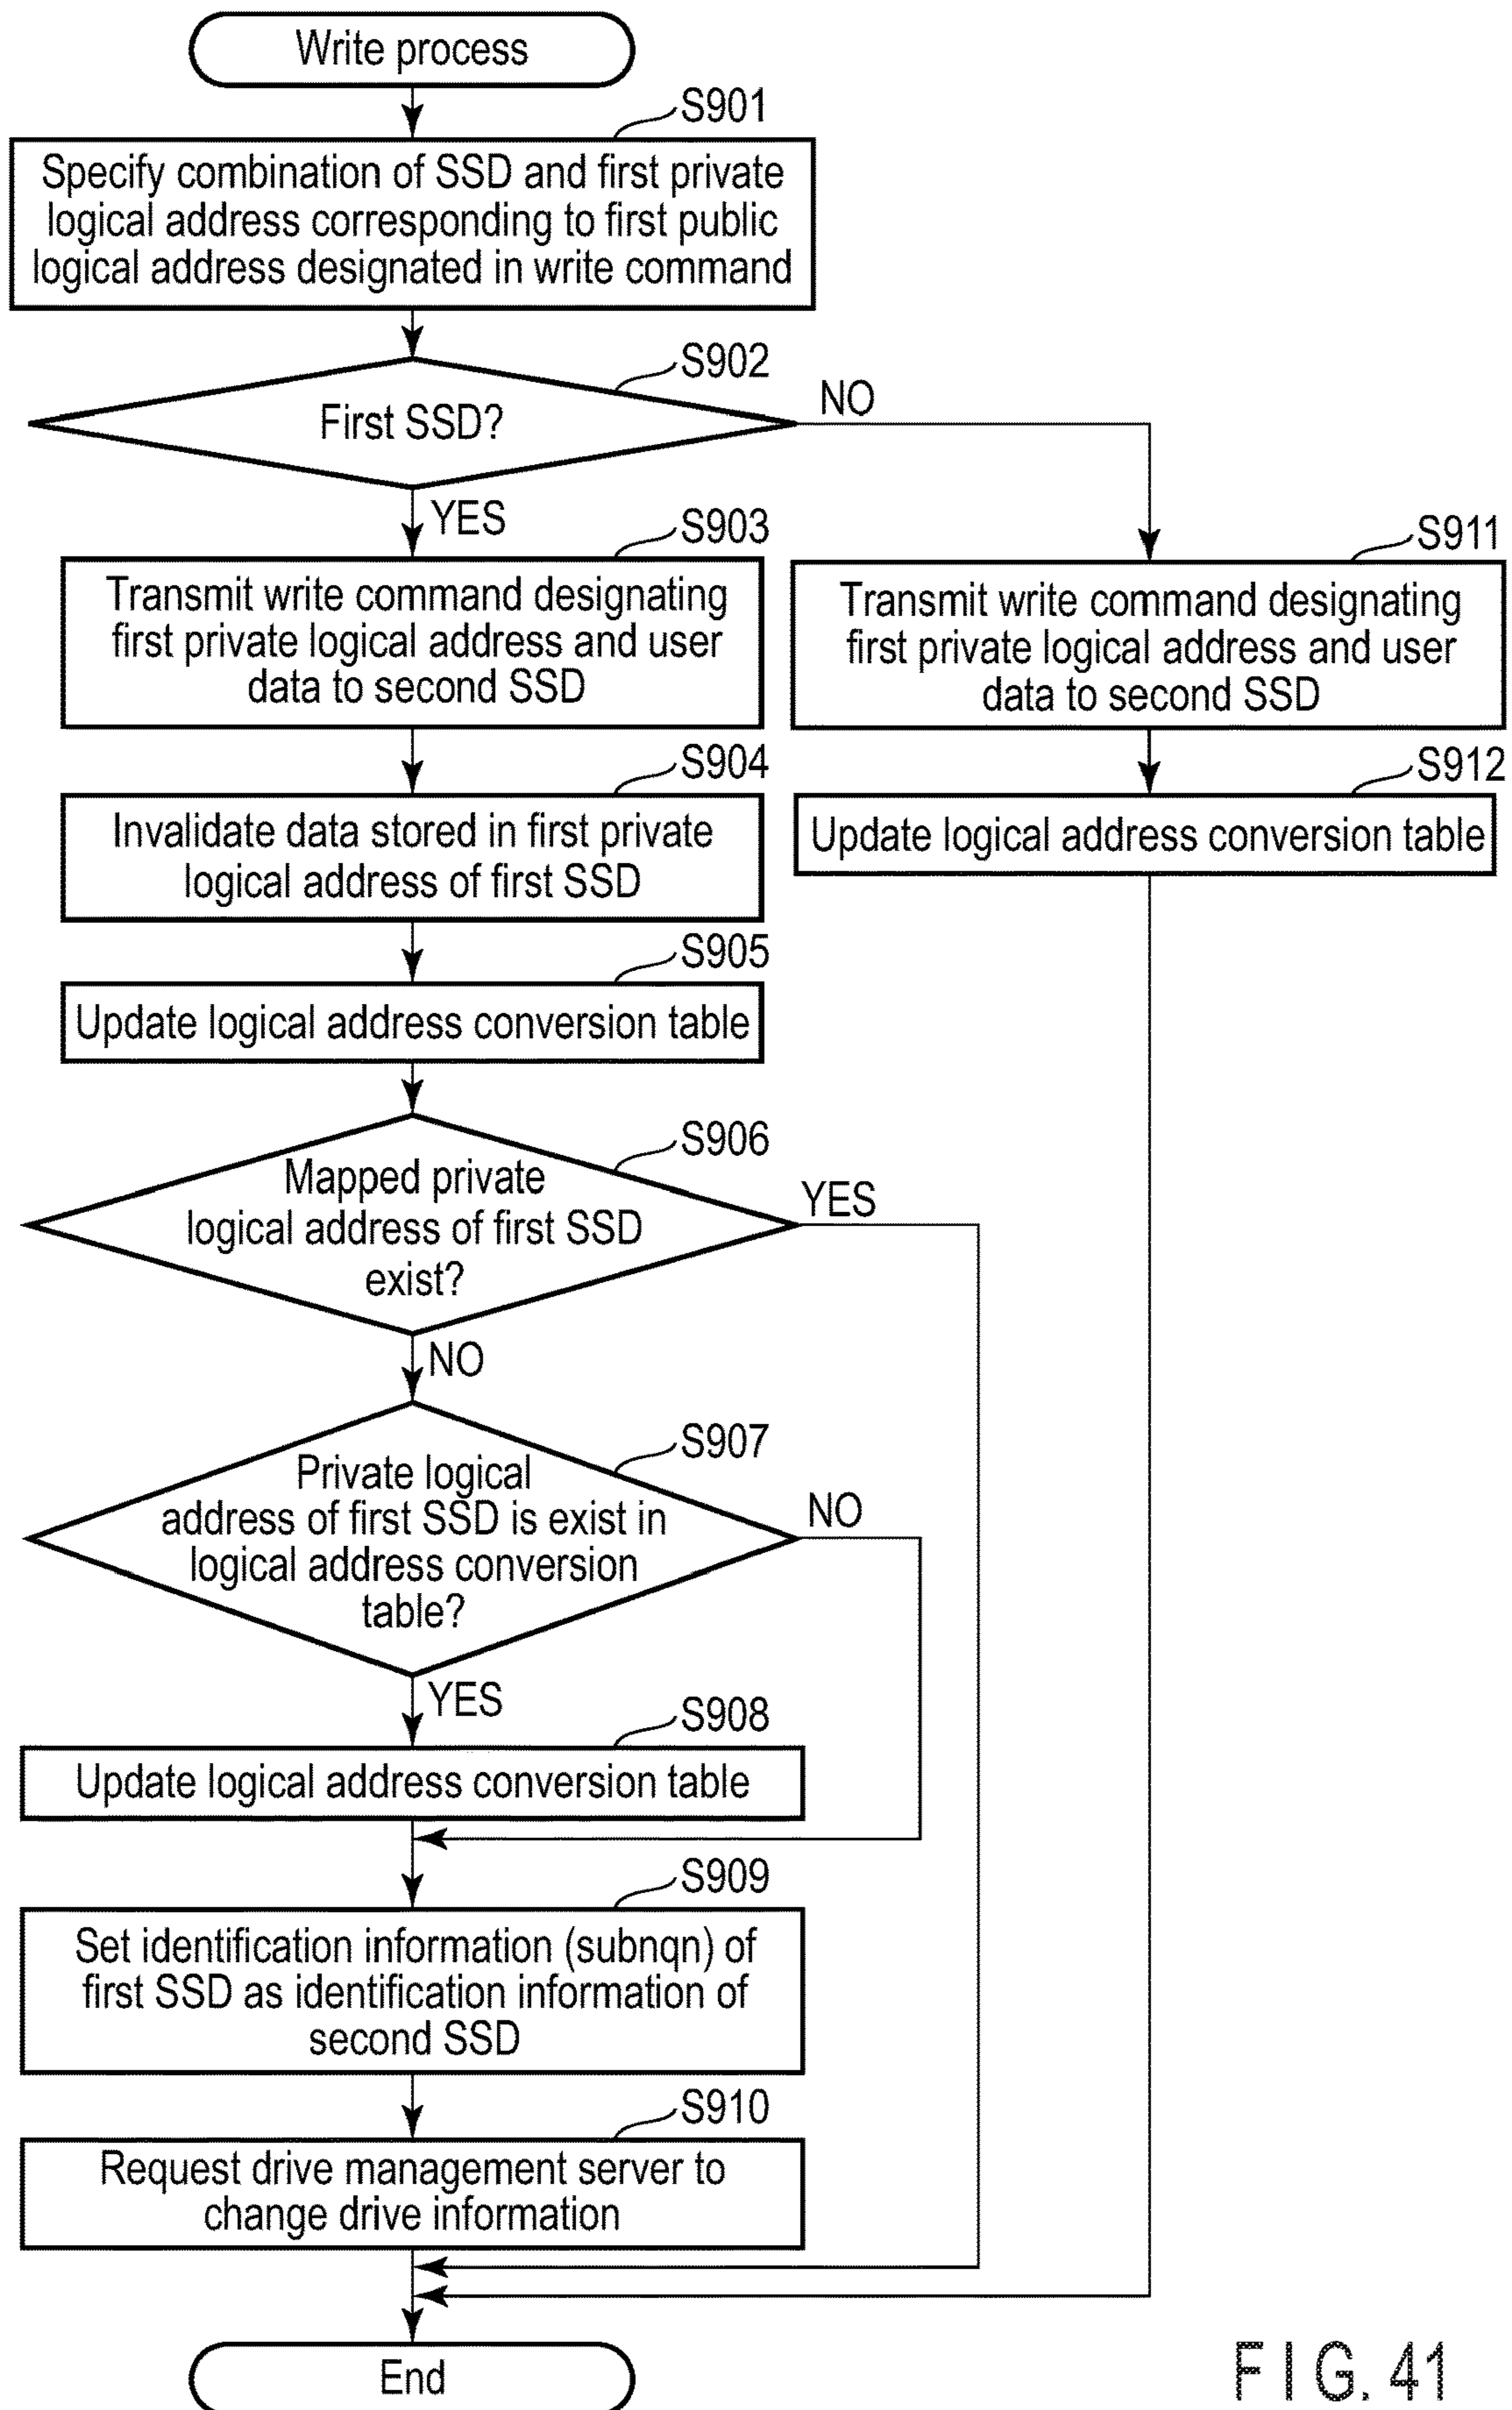 Write process
S901
Specify combination of SSD and first private
logical address corresponding to first public
logical address designated in write command
S902
First SSD?
NO
YES
S903
Transmit write command designating
first private logical address and user
data to second SSD
S911
Transmit write command designating
first private logical address and user
data to second SSD
S904
Invalidate data stored in first private
logical address of first SSD
S912
Update logical address conversion table
S905
Update logical address conversion table
S906
Mapped private
logical address of first SSD
exist?
YES
NO
S907
Private logical
address of first SSD is exist in
logical address conversion
table?
NO
YES
S908
Update logical address conversion table
S909
Set identification information (subnqn) of
first SSD as identification information of
second SSD
S910
Request drive management server to
change drive information
End
FIG. 41